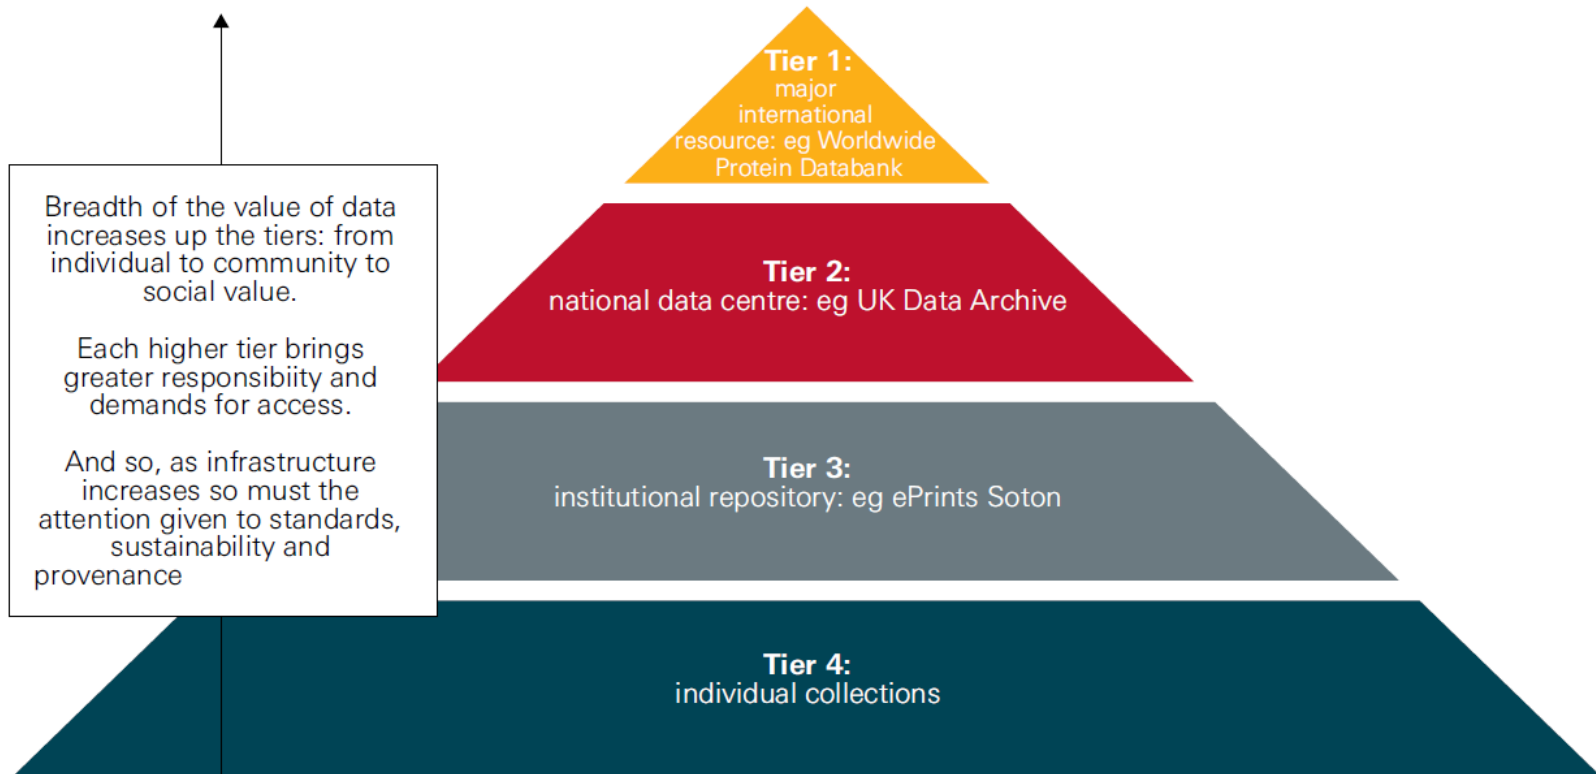 Tier 1:
major
international
resource: eg Worldwide
Protein Databank
Breadth of the value of data
increases up the tiers: from
individual to community to
social value.
Each higher tier brings
greater responsibiity and
demands for access.
And so, as infrastructure
increases so must the
attention given to standards,
sustainability and
provenance
Tier 2:
national data centre: eg UK Data Archive
Tier 3:
institutional repository: eg ePrints Soton
Tier 4:
individual collections